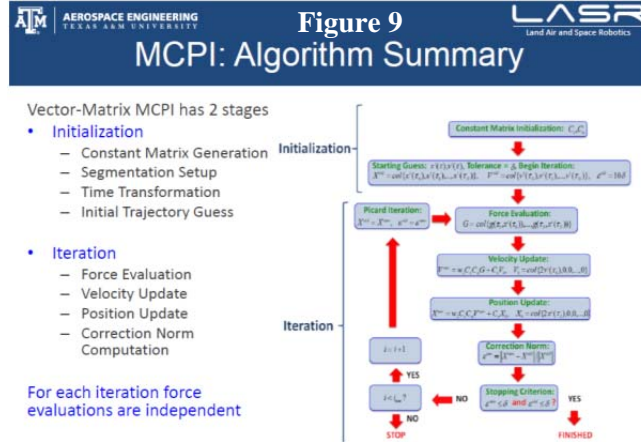 AEROSPACE ENGINEERING
TEXAS A&M UNIVERSITY
Figure 9
LASR
Land Air and Space Robotics
MCPI: Algorithm Summary
Vector-Matrix MCPI has 2 stages
• Initialization
– Constant Matrix Generation
– Segmentation Setup
– Time Transformation
– Initial Trajectory Guess
• Iteration
– Force Evaluation
– Velocity Update
– Position Update
– Correction Norm
Computation
For each iteration force
evaluations are independent
Initialization
Constant Matrix Initialization:
Starting Guess: Tolerance = δ, Begin Iteration:
Iteration
Picard Iteration:
Force Evaluation:
Velocity Update:
Position Update:
Correction Norm:
i = i + 1
YES
NO
Stopping Criterion:
and
YES
NO
STOP
FINISHED